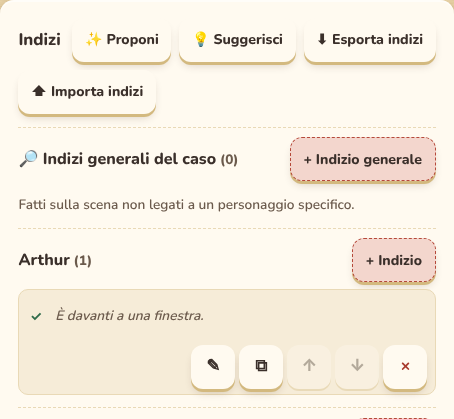 Indizi ✨ Proponi 💡 Suggerisci ⬇ Esporta indizi
⬆ Importa indizi
🔎 Indizi generali del caso (0) + Indizio generale
Fatti sulla scena non legati a un personaggio specifico.
Arthur (1) + Indizio
✓ È davanti a una finestra.
✎ ⧉ ↑ ↓ ×